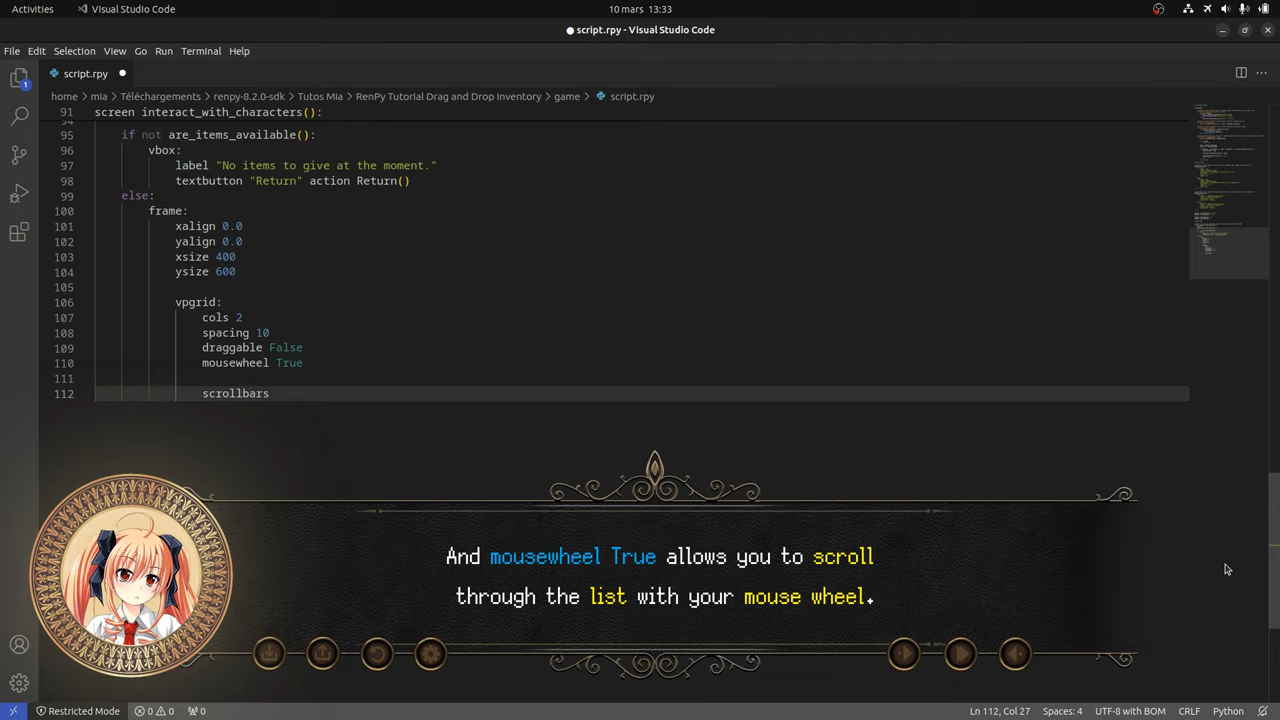 Activities
Visual Studio Code
10 mars 13:33
● script.rpy - Visual Studio Code
File Edit Selection View Go Run Terminal Help
1
script.rpy ●
home > mia > Téléchargements > renpy-8.2.0-sdk > Tutos MIa > RenPy Tutorial Drag and Drop Inventory > game > script.rpy
91 screen interact_with_characters():
94
95 if not are_items_available():
96 vbox:
97 label "No items to give at the moment."
98 textbutton "Return" action Return()
99 else:
100 frame:
101 xalign 0.0
102 yalign 0.0
103 xsize 400
104 ysize 600
105
106 vpgrid:
107 cols 2
108 spacing 10
109 draggable False
110 mousewheel True
111
112 scrollbars
And mousewheel True allows you to scroll
through the list with your mouse wheel.
Restricted Mode 0 0 0 Ln 112, Col 27 Spaces: 4 UTF-8 with BOM CRLF Python